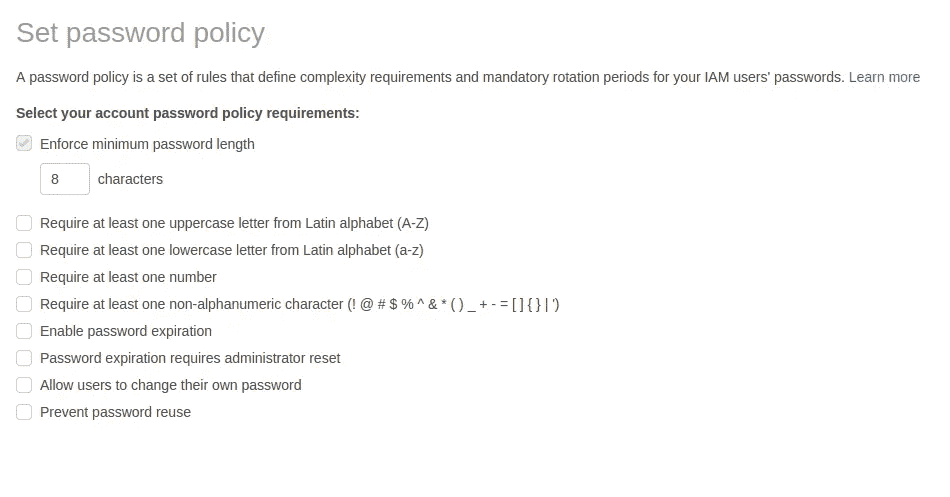 Set password policy
A password policy is a set of rules that define complexity requirements and mandatory rotation periods for your IAM users' passwords. Learn more
Select your account password policy requirements:
Enforce minimum password length
8 characters
Require at least one uppercase letter from Latin alphabet (A-Z)
Require at least one lowercase letter from Latin alphabet (a-z)
Require at least one number
Require at least one non-alphanumeric character (! @ # $ % ^ & * ( ) _ + - = [ ] { } | ')
Enable password expiration
Password expiration requires administrator reset
Allow users to change their own password
Prevent password reuse